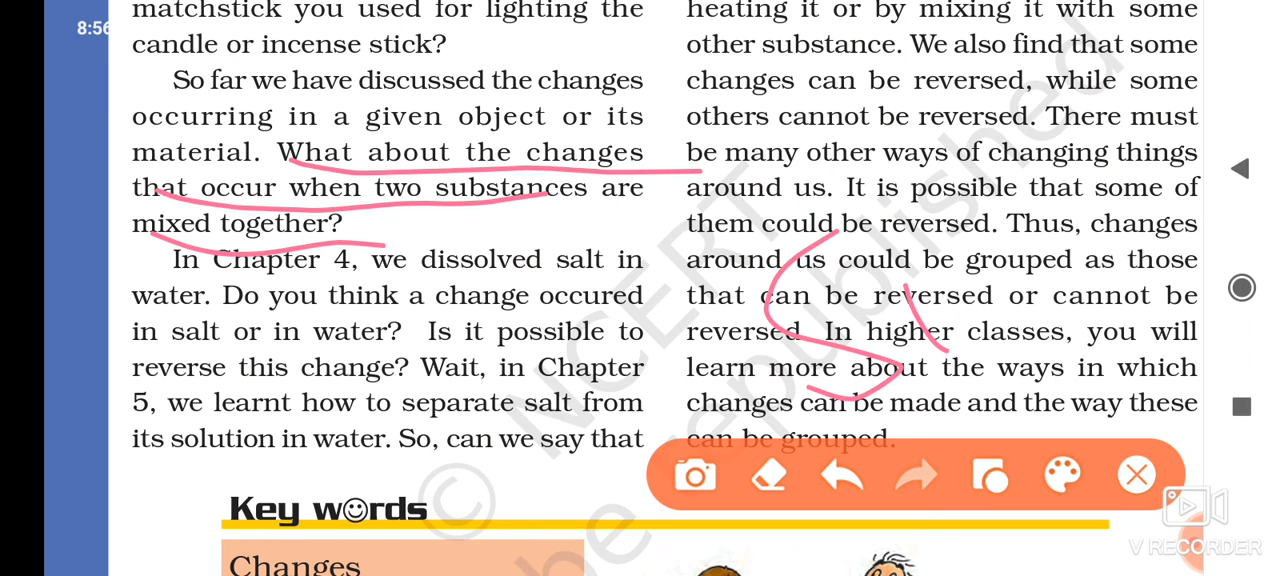 8:56
matchstick you used for lighting the
candle or incense stick?
So far we have discussed the changes
occurring in a given object or its
material. What about the changes
that occur when two substances are
mixed together?
In Chapter 4, we dissolved salt in
water. Do you think a change occured
in salt or in water? Is it possible to
reverse this change? Wait, in Chapter
5, we learnt how to separate salt from
its solution in water. So, can we say that
heating it or by mixing it with some
other substance. We also find that some
changes can be reversed, while some
others cannot be reversed. There must
be many other ways of changing things
around us. It is possible that some of
them could be reversed. Thus, changes
around us could be grouped as those
that can be reversed or cannot be
reversed. In higher classes, you will
learn more about the ways in which
changes can be made and the way these
can be grouped.
Key words
Changes
© NCERT
be republished
V RECORDER